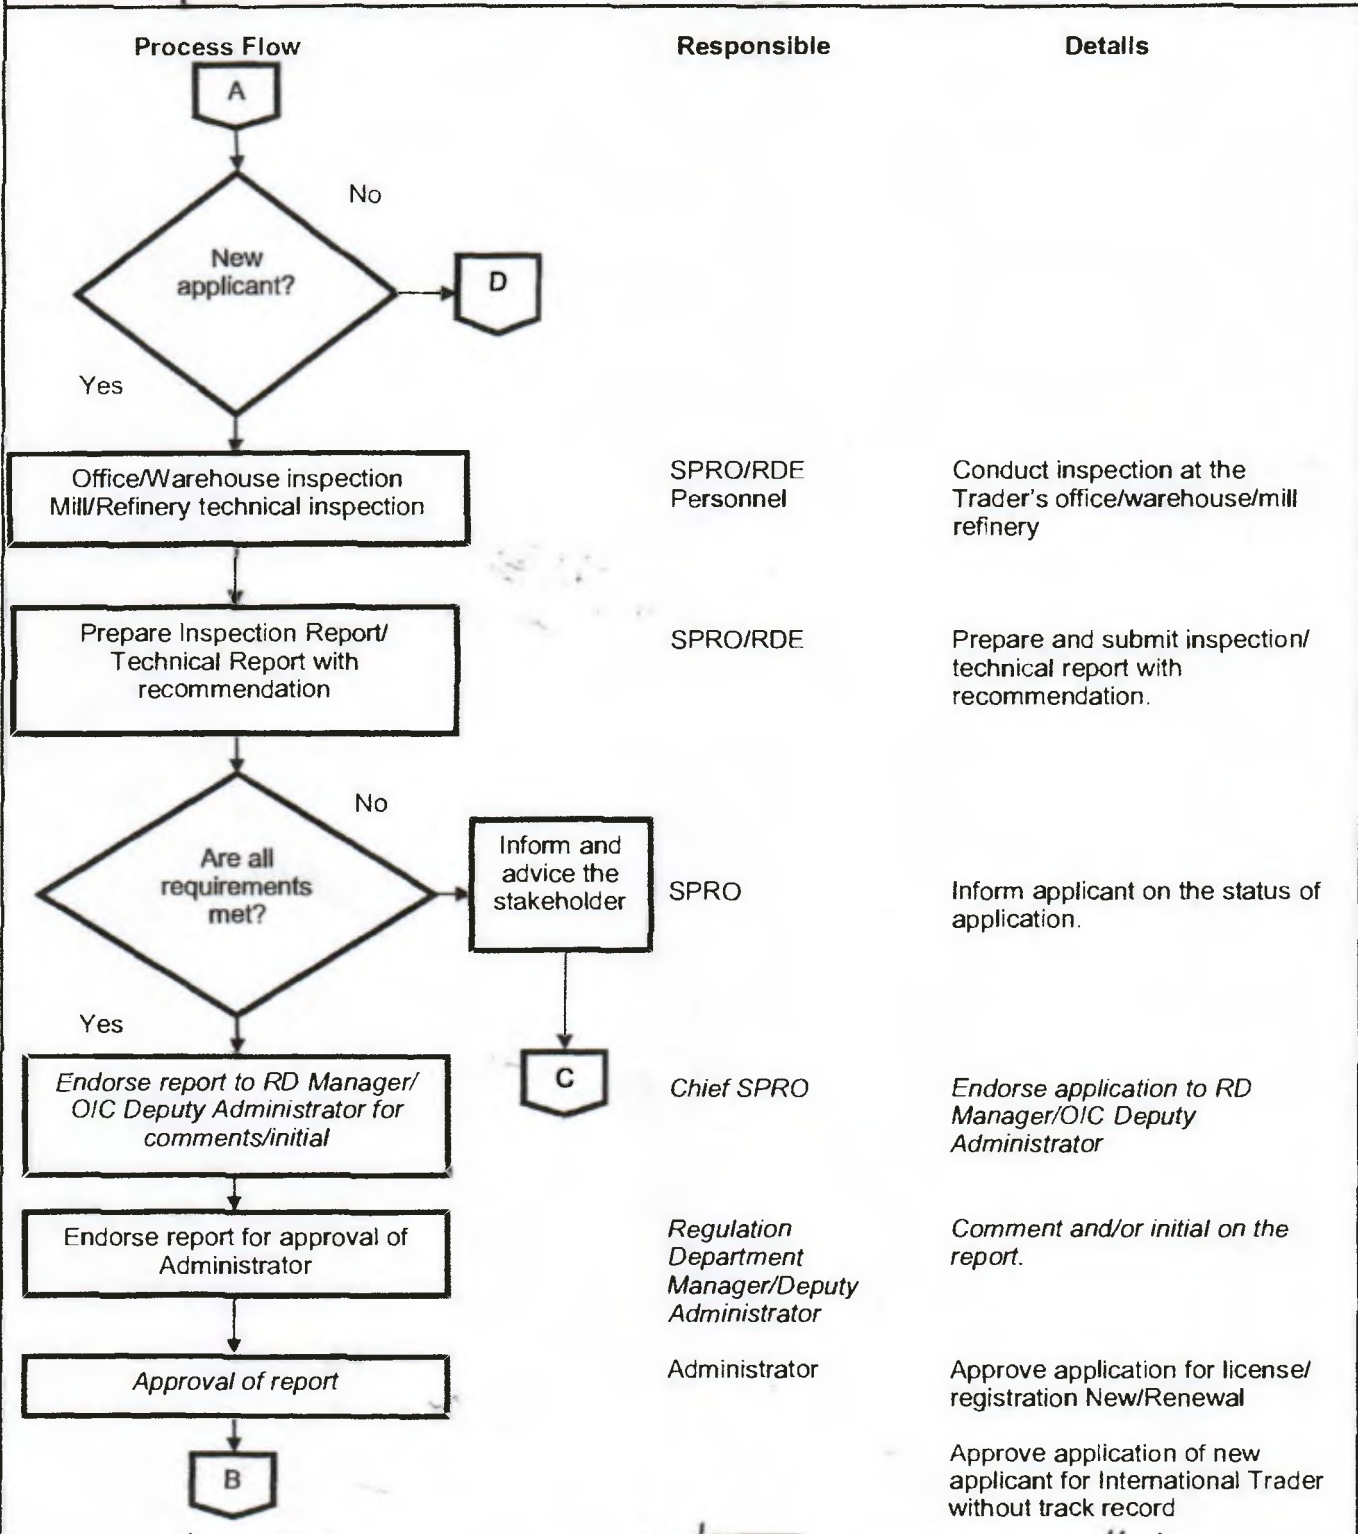 Process Flow
Responsible
Details
A
No
New
applicant?
D
Yes
Office/Warehouse inspection
Mill/Refinery technical inspection
SPRO/RDE
Personnel
Conduct inspection at the
Trader's office/warehouse/mill
refinery
Prepare Inspection Report/
Technical Report with
recommendation
SPRO/RDE
Prepare and submit inspection/
technical report with
recommendation.
No
Are all
requirements
met?
Inform and
advice the
stakeholder
SPRO
Inform applicant on the status of
application.
Yes
C
Endorse report to RD Manager/
OIC Deputy Administrator for
comments/initial
Chief SPRO
Endorse application to RD
Manager/OIC Deputy
Administrator
Endorse report for approval of
Administrator
Regulation
Department
Manager/Deputy
Administrator
Comment and/or initial on the
report.
Approval of report
Administrator
Approve application for license/
registration New/Renewal
B
Approve application of new
applicant for International Trader
without track record